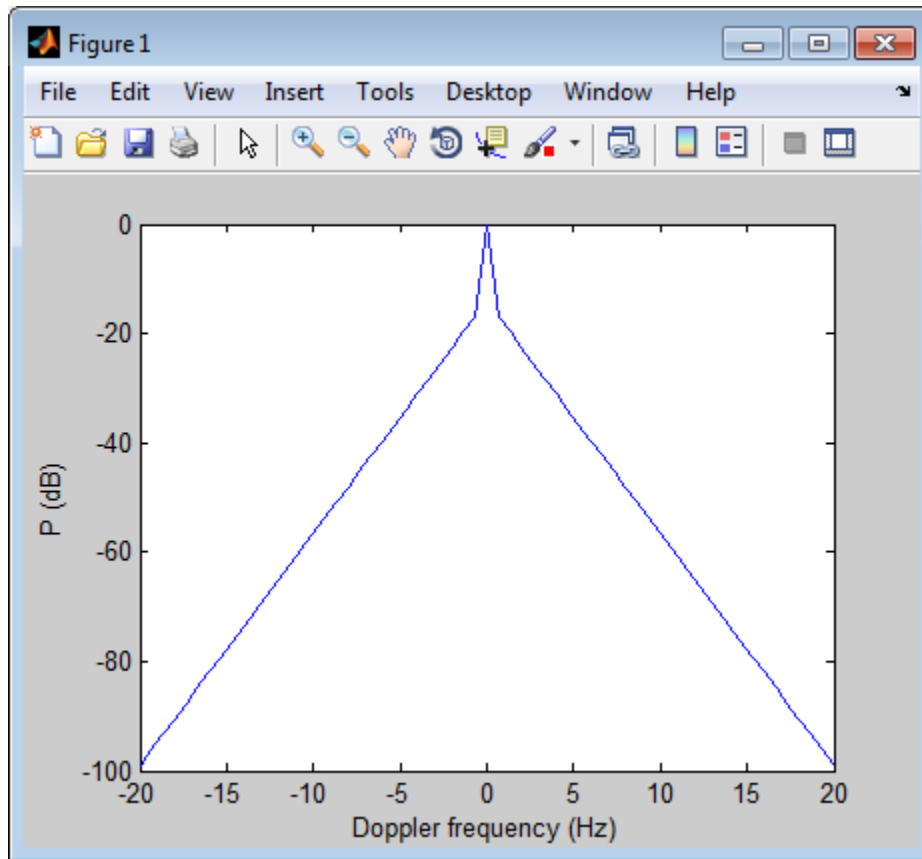 Figure 1
File Edit View Insert Tools Desktop Window Help
0
-20
-40
-60
-80
-100
P (dB)
-20 -15 -10 -5 0 5 10 15 20
Doppler frequency (Hz)